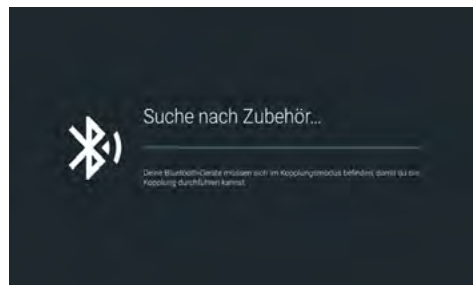 Suche nach Zubehör...
Deine Bluetooth-Geräte müssen sich im Kopplungsmodus befinden, damit du die
Kopplung durchführen kannst.